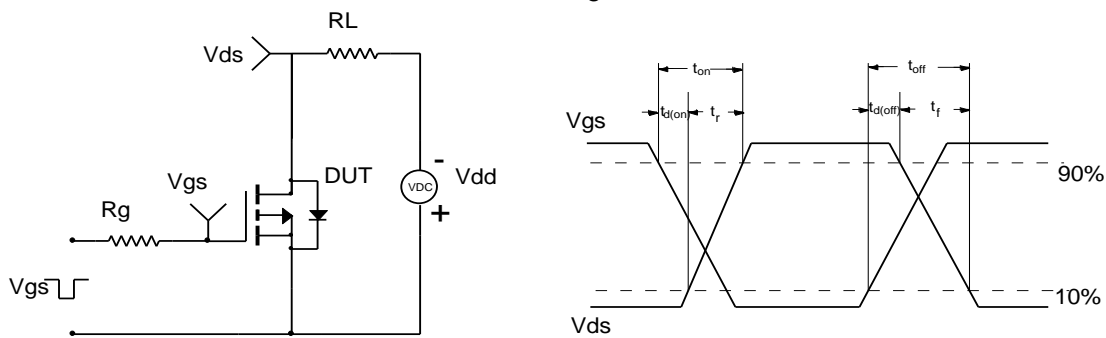 RL
Vds
DUT
Vgs
Rg
VDC
-
+
Vdd
Vgs
ton
toff
td(on)
tr
td(off)
tf
Vgs
90%
10%
Vds